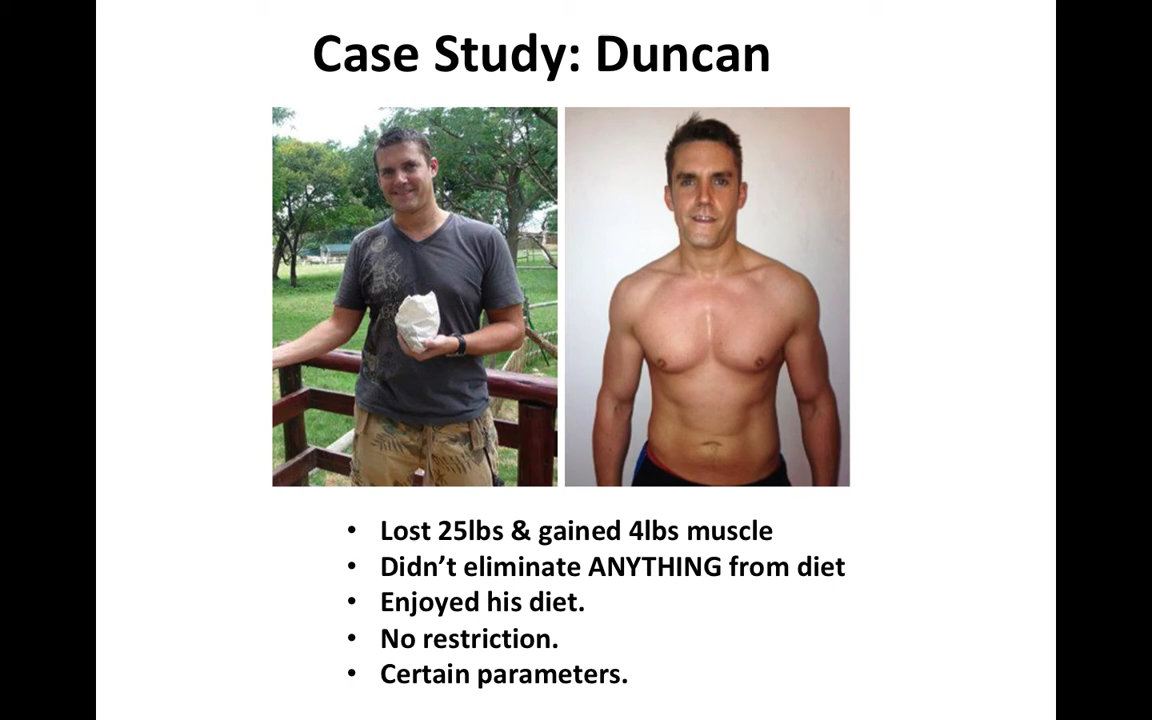 Case Study: Duncan
• Lost 25lbs & gained 4lbs muscle
• Didn’t eliminate ANYTHING from diet
• Enjoyed his diet.
• No restriction.
• Certain parameters.